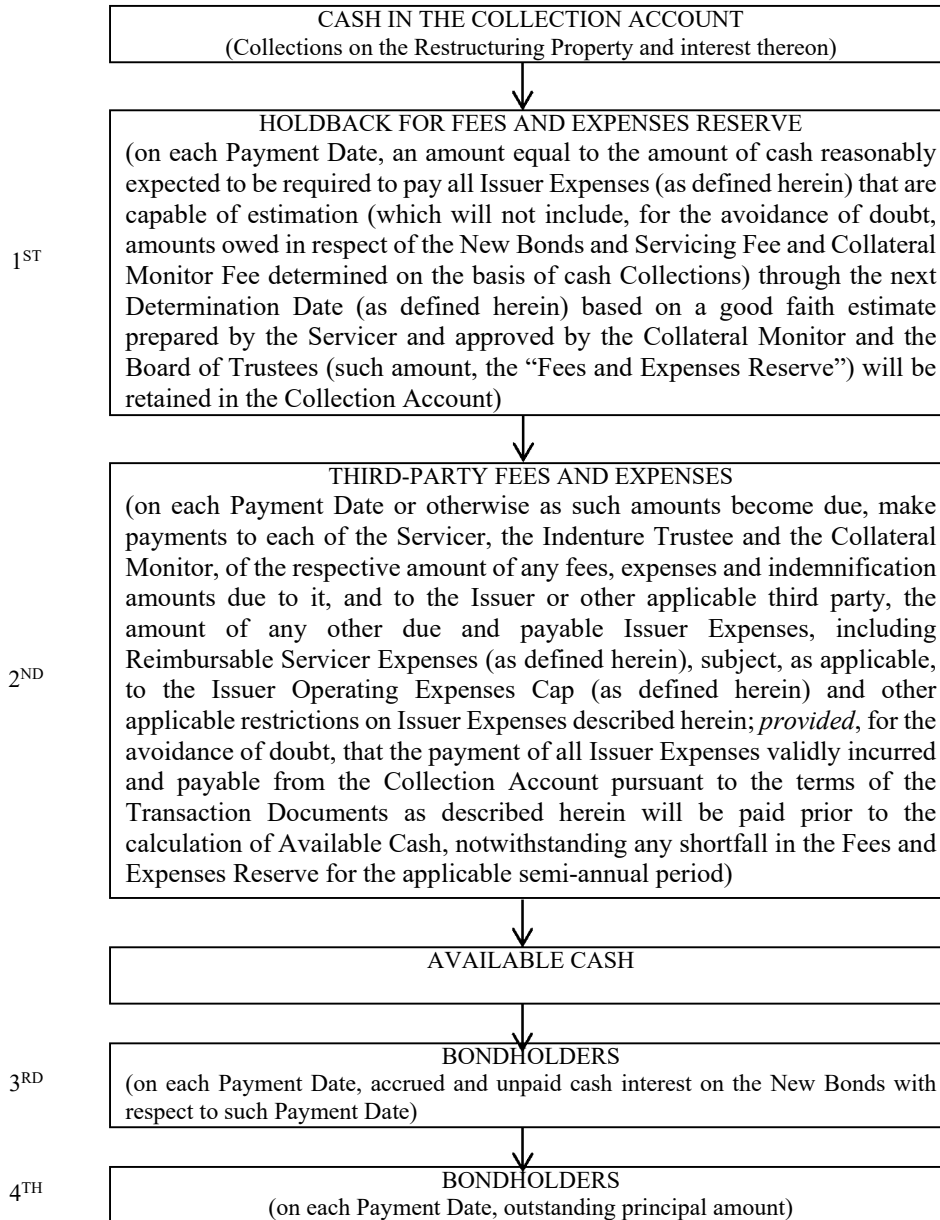 CASH IN THE COLLECTION ACCOUNT
(Collections on the Restructuring Property and interest thereon)
HOLDBACK FOR FEES AND EXPENSES RESERVE
(on each Payment Date, an amount equal to the amount of cash reasonably
expected to be required to pay all Issuer Expenses (as defined herein) that are
capable of estimation (which will not include, for the avoidance of doubt,
amounts owed in respect of the New Bonds and Servicing Fee and Collateral
1ST
Monitor Fee determined on the basis of cash Collections) through the next
Determination Date (as defined herein) based on a good faith estimate
prepared by the Servicer and approved by the Collateral Monitor and the
Board of Trustees (such amount, the “Fees and Expenses Reserve”) will be
retained in the Collection Account)
THIRD-PARTY FEES AND EXPENSES
(on each Payment Date or otherwise as such amounts become due, make
payments to each of the Servicer, the Indenture Trustee and the Collateral
Monitor, of the respective amount of any fees, expenses and indemnification
amounts due to it, and to the Issuer or other applicable third party, the
amount of any other due and payable Issuer Expenses, including
2ND
Reimbursable Servicer Expenses (as defined herein), subject, as applicable,
to the Issuer Operating Expenses Cap (as defined herein) and other
applicable restrictions on Issuer Expenses described herein; provided, for the
avoidance of doubt, that the payment of all Issuer Expenses validly incurred
and payable from the Collection Account pursuant to the terms of the
Transaction Documents as described herein will be paid prior to the
calculation of Available Cash, notwithstanding any shortfall in the Fees and
Expenses Reserve for the applicable semi-annual period)
AVAILABLE CASH
BONDHOLDERS
3RD
(on each Payment Date, accrued and unpaid cash interest on the New Bonds with
respect to such Payment Date)
BONDHOLDERS
4TH
(on each Payment Date, outstanding principal amount)